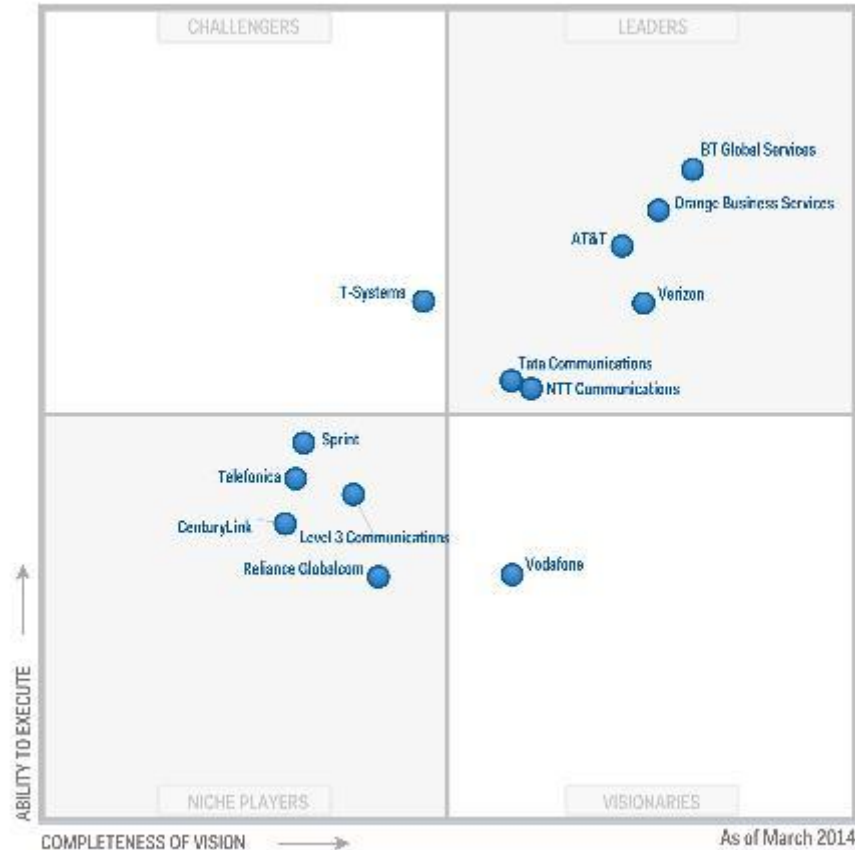 CHALLENGERS
LEADERS
BT Global Services
Orange Business Services
AT&T
T-Systems
Verizon
Tata Communications
NTT Communications
Sprint
Telefonica
CenturyLink
Level 3 Communications
Reliance Globalcom
Vodafone
ABILITY TO EXECUTE
NICHE PLAYERS
VISIONARIES
COMPLETENESS OF VISION
As of March 2014